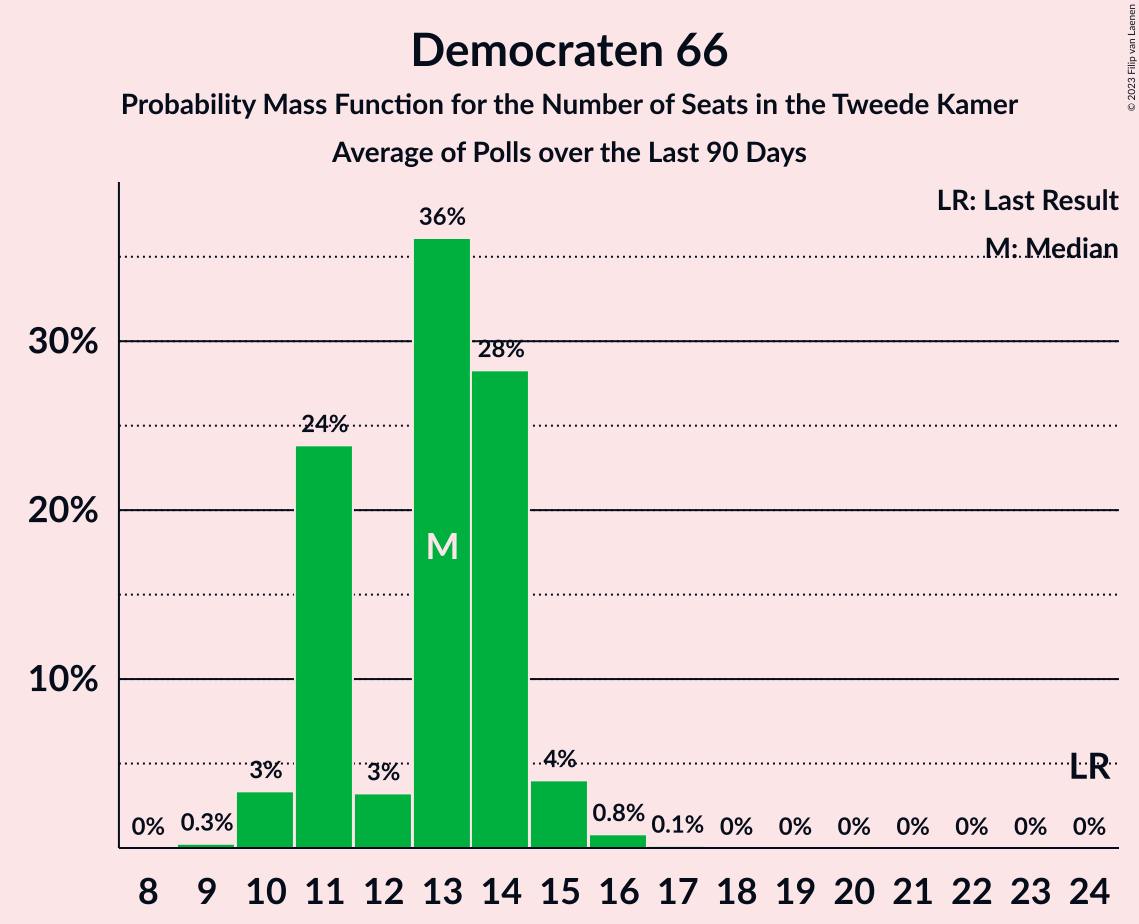 Democraten 66
Probability Mass Function for the Number of Seats in the Tweede Kamer
Average of Polls over the Last 90 Days
© 2023 Filip van Laenen
LR: Last Result
M: Median
36%
28%
24%
M
3%
3%
4%
0%
0.3%
0.8%
0.1%
0%
0%
0%
0%
0%
0%
0%
LR
30%
20%
10%
8 9 10 11 12 13 14 15 16 17 18 19 20 21 22 23 24